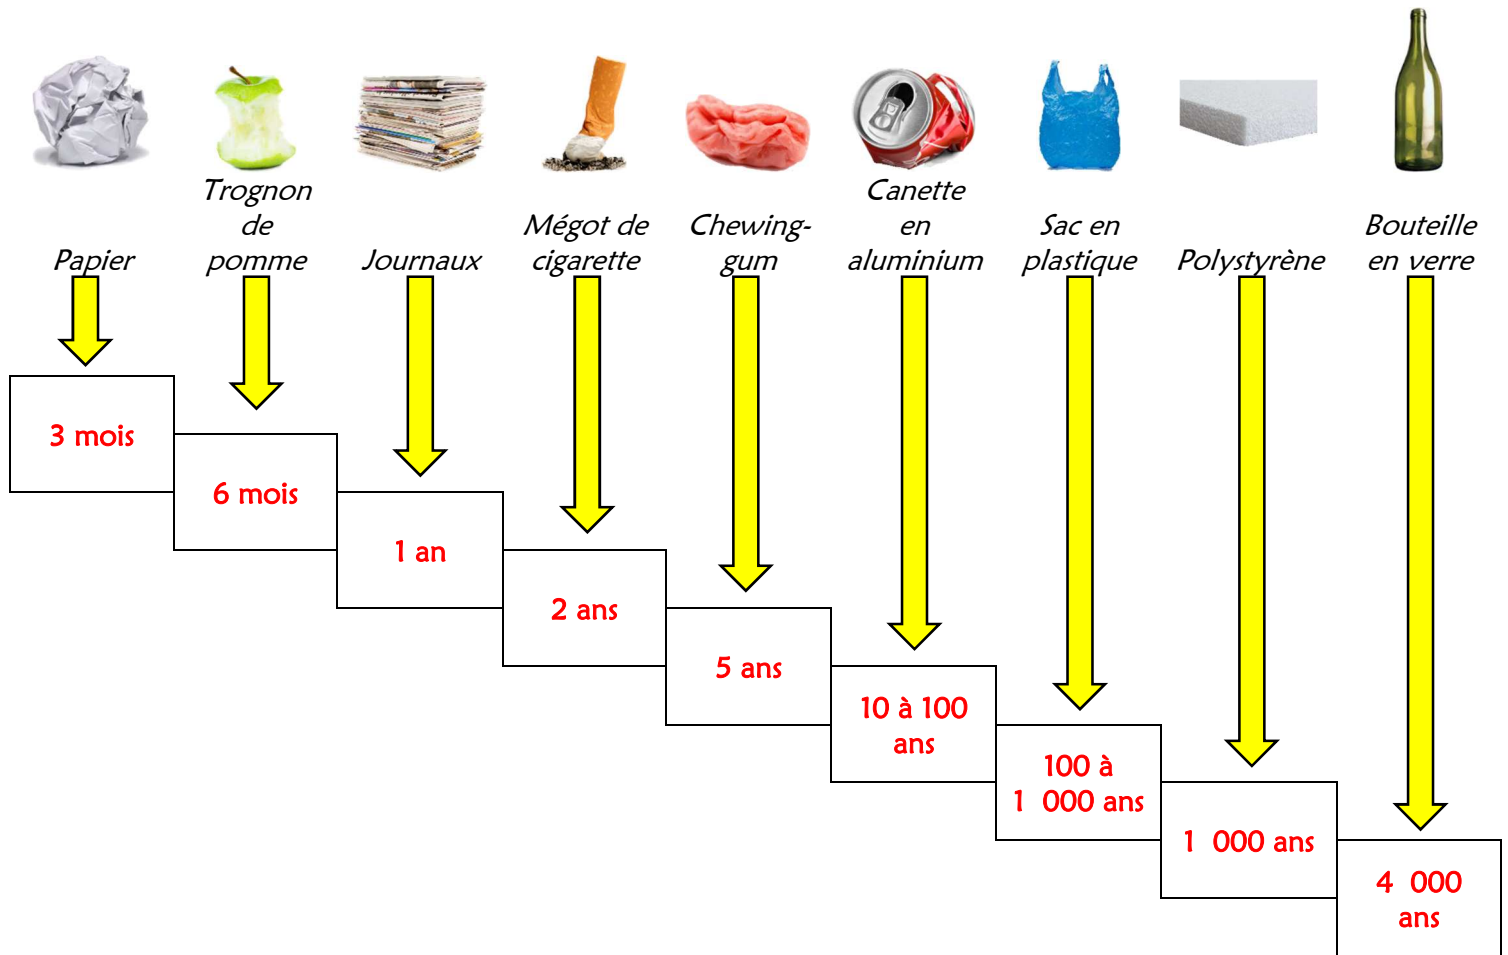 Papier
Trognon
de
pomme
Journaux
Mégot de
cigarette
Chewing-
gum
Canette
en
aluminium
Sac en
plastique
Polystyrène
Bouteille
en verre
3 mois
6 mois
1 an
2 ans
5 ans
10 à 100
ans
100 à
1 000 ans
1 000 ans
4 000
ans